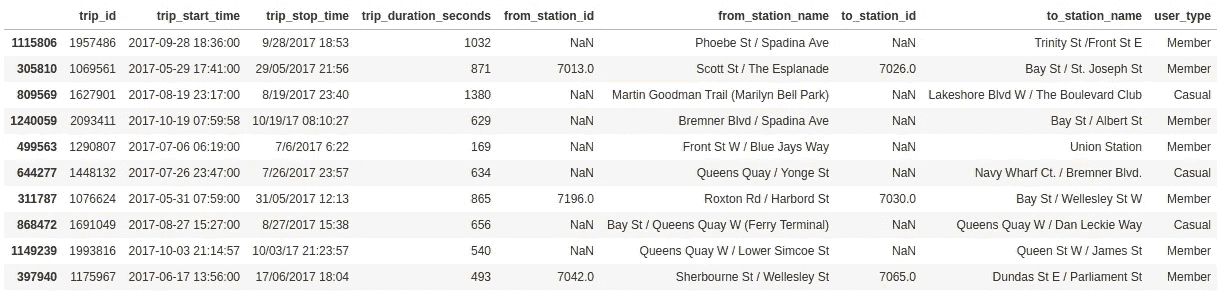 trip_id trip_start_time trip_stop_time trip_duration_seconds from_station_id from_station_name to_station_id to_station_name user_type
1115806 1957486 2017-09-28 18:36:00 9/28/2017 18:53 1032 NaN Phoebe St / Spadina Ave NaN Trinity St /Front St E Member
305810 1069561 2017-05-29 17:41:00 29/05/2017 21:56 871 7013.0 Scott St / The Esplanade 7026.0 Bay St / St. Joseph St Member
809569 1627901 2017-08-19 23:17:00 8/19/2017 23:40 1380 NaN Martin Goodman Trail (Marilyn Bell Park) NaN Lakeshore Blvd W / The Boulevard Club Casual
1240059 2093411 2017-10-19 07:59:58 10/19/17 08:10:27 629 NaN Bremner Blvd / Spadina Ave NaN Bay St / Albert St Member
499563 1290807 2017-07-06 06:19:00 7/6/2017 6:22 169 NaN Front St W / Blue Jays Way NaN Union Station Member
644277 1448132 2017-07-26 23:47:00 7/26/2017 23:57 634 NaN Queens Quay / Yonge St NaN Navy Wharf Ct. / Bremner Blvd. Casual
311787 1076624 2017-05-31 07:59:00 31/05/2017 12:13 865 7196.0 Roxton Rd / Harbord St 7030.0 Bay St / Wellesley St W Member
868472 1691049 2017-08-27 15:27:00 8/27/2017 15:38 656 NaN Bay St / Queens Quay W (Ferry Terminal) NaN Queens Quay W / Dan Leckie Way Casual
1149239 1993816 2017-10-03 21:14:57 10/03/17 21:23:57 540 NaN Queens Quay W / Lower Simcoe St NaN Queen St W / James St Member
397940 1175967 2017-06-17 13:56:00 17/06/2017 18:04 493 7042.0 Sherbourne St / Wellesley St 7065.0 Dundas St E / Parliament St Member